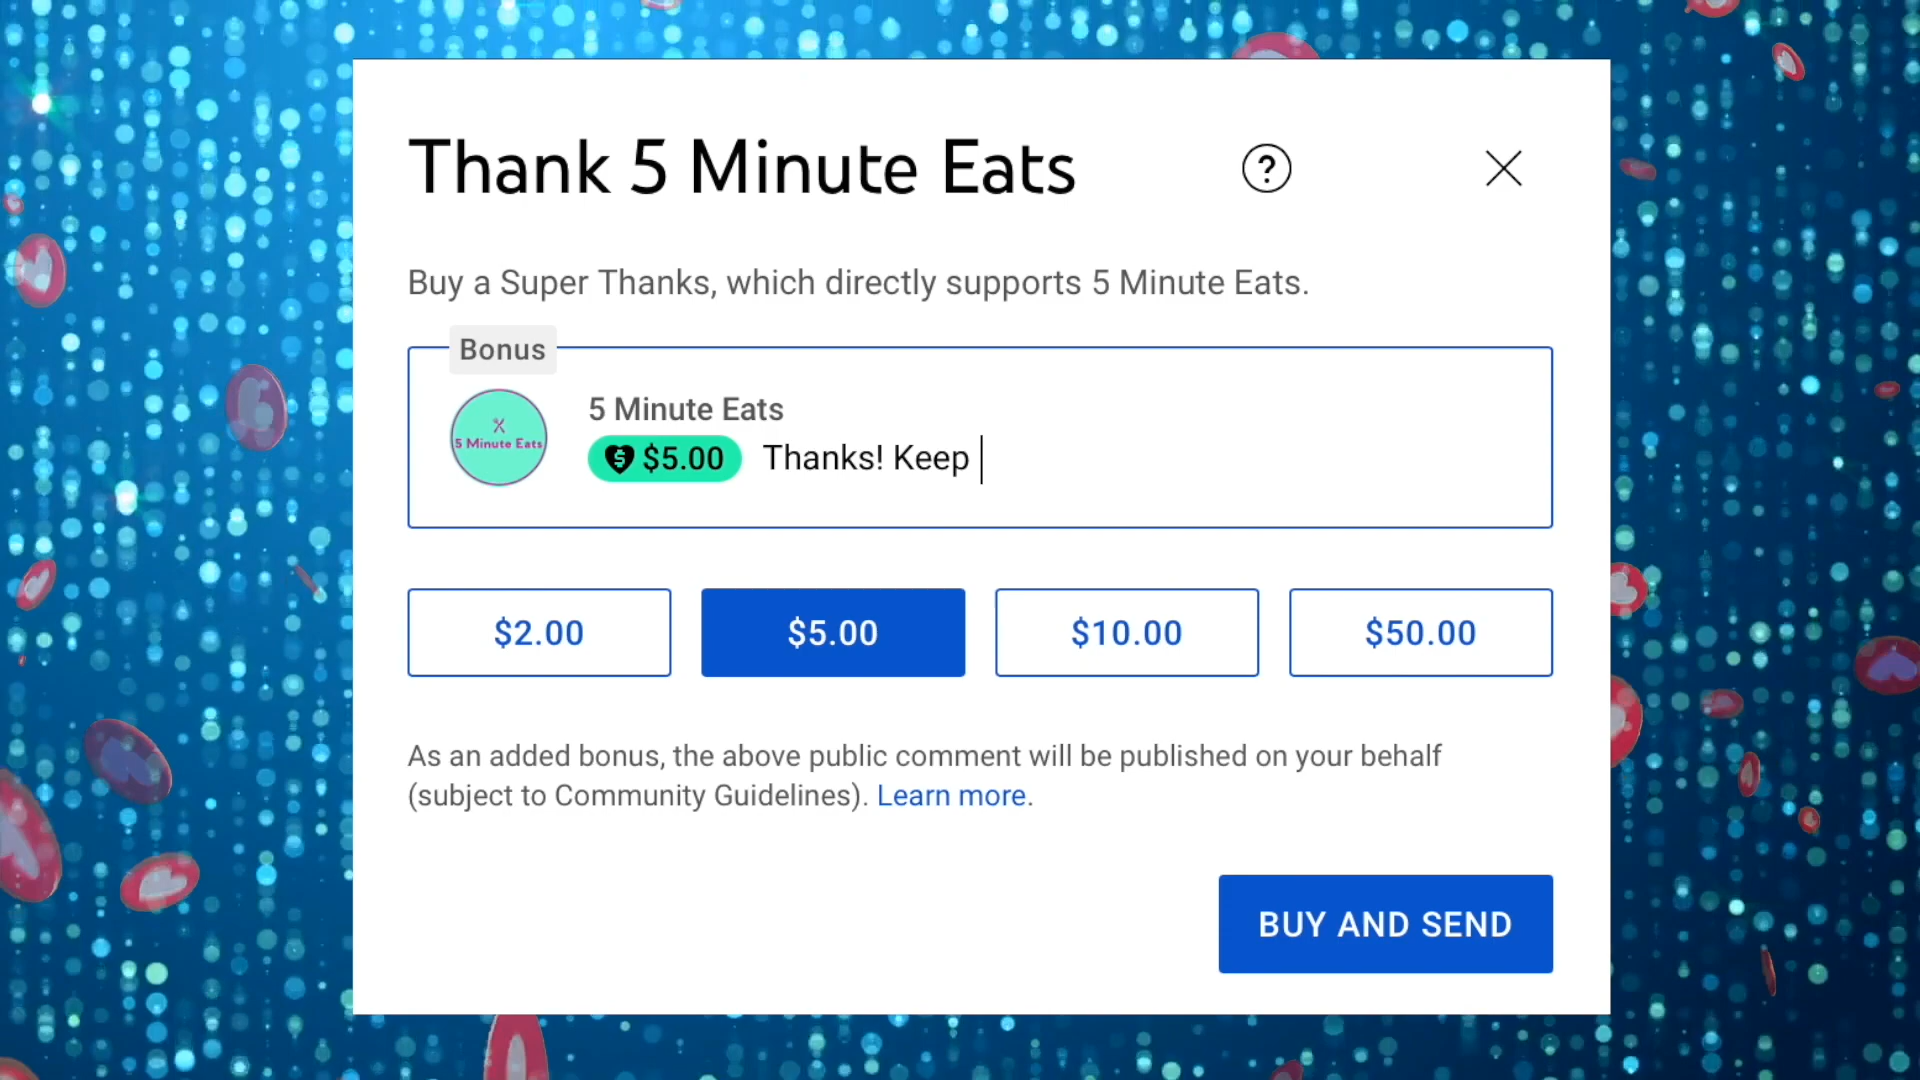 Thank 5 Minute Eats
?
Buy a Super Thanks, which directly supports 5 Minute Eats.
Bonus
5 Minute Eats
5 Minute Eats
$5.00 Thanks! Keep
$2.00 $5.00 $10.00 $50.00
As an added bonus, the above public comment will be published on your behalf
(subject to Community Guidelines). Learn more.
BUY AND SEND